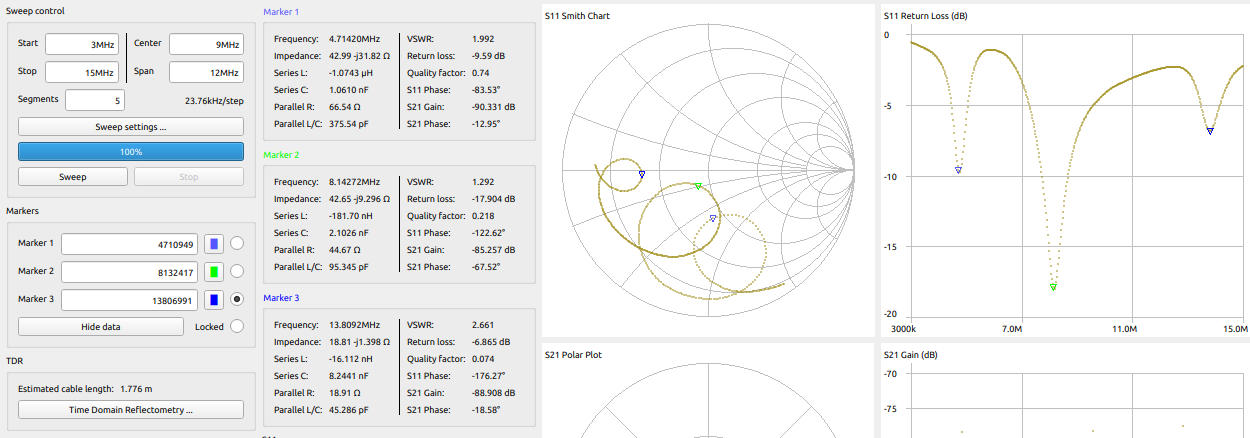 Sweep control
Start 3MHz Center 9MHz
Stop 15MHz Span 12MHz
Segments 5 23.76kHz/step
Sweep settings ...
100%
Sweep Stop
Markers
Marker 1 4710949
Marker 2 8132417
Marker 3 13806991
Hide data Locked
TDR
Estimated cable length: 1.776 m
Time Domain Reflectometry ...
Marker 1
Frequency: 4.71420MHz VSWR: 1.992
Impedance: 42.99 -j31.82 Ω Return loss: -9.59 dB
Series L: -1.0743 μH Quality factor: 0.74
Series C: 1.0610 nF S11 Phase: -83.53°
Parallel R: 66.54 Ω S21 Gain: -90.331 dB
Parallel L/C: 375.54 pF S21 Phase: -12.95°
Marker 2
Frequency: 8.14272MHz VSWR: 1.292
Impedance: 42.65 -j9.296 Ω Return loss: -17.904 dB
Series L: -181.70 nH Quality factor: 0.218
Series C: 2.1026 nF S11 Phase: -122.62°
Parallel R: 44.67 Ω S21 Gain: -85.257 dB
Parallel L/C: 95.345 pF S21 Phase: -67.52°
Marker 3
Frequency: 13.8092MHz VSWR: 2.661
Impedance: 18.81 -j1.398 Ω Return loss: -6.865 dB
Series L: -16.112 nH Quality factor: 0.074
Series C: 8.2441 nF S11 Phase: -176.27°
Parallel R: 18.91 Ω S21 Gain: -88.908 dB
Parallel L/C: 45.286 pF S21 Phase: -18.58°
S11 Smith Chart
S11 Return Loss (dB)
0
-5
-10
-15
-20
3000k 7.0M 11.0M 15.0M
S21 Polar Plot
S21 Gain (dB)
-70
-75